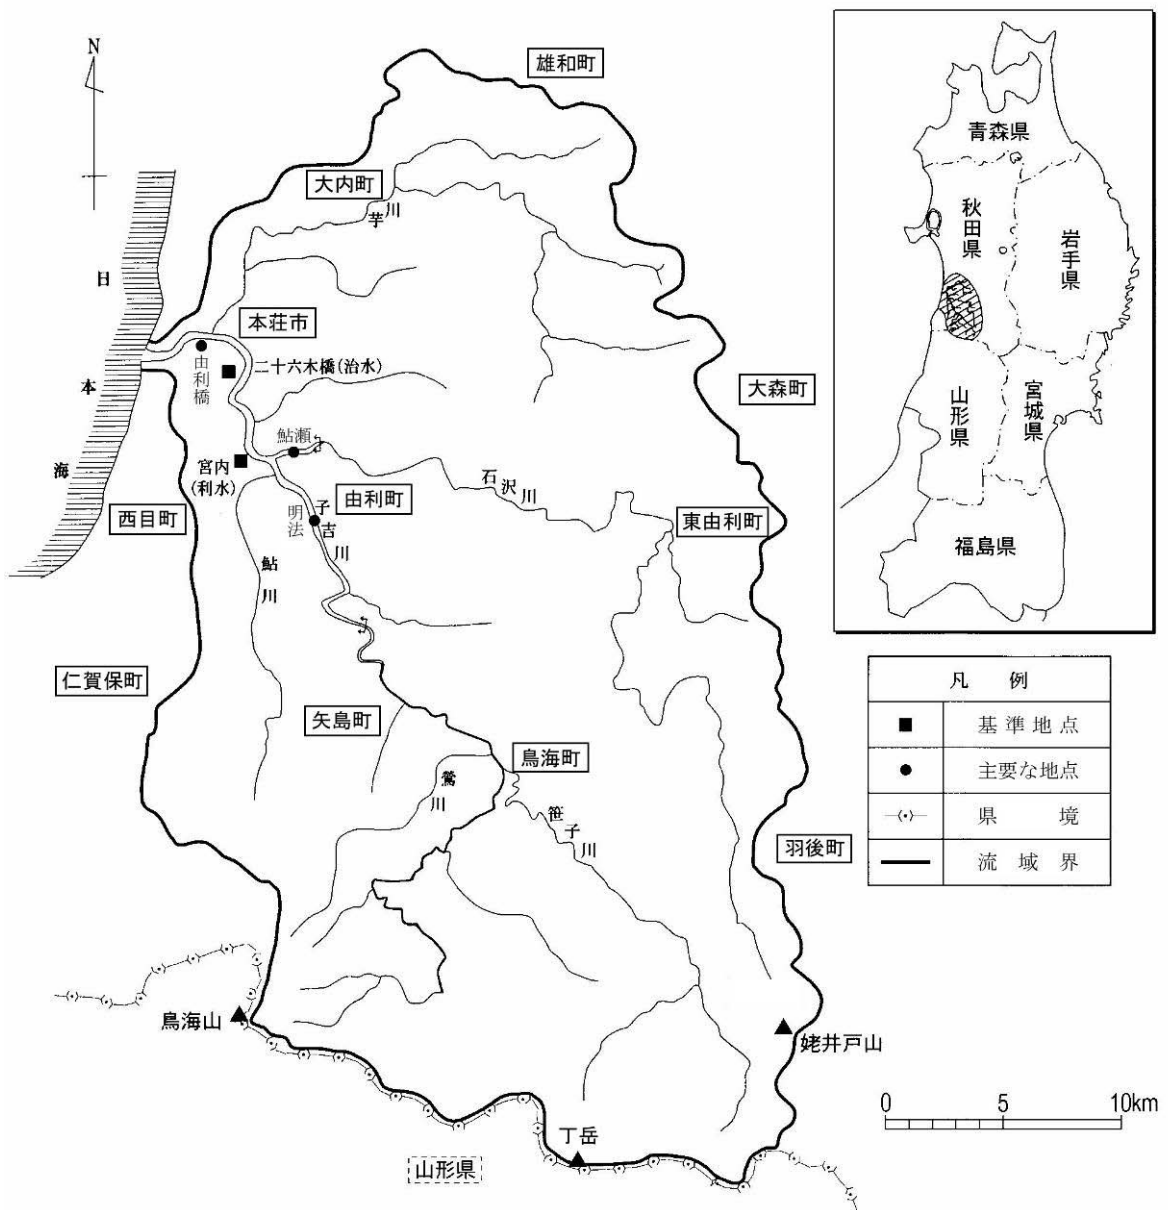 N
雄和町
大内町
芋川
日本海
本荘市
由利橋
二十六木橋(治水)
大森町
鮎瀬
宮内
(利水)
石沢川
由利町
西目町
明法
子吉川
東由利町
鮎川
仁賀保町
矢島町
鳥海町
鶯川
笹子川
羽後町
鳥海山
姥井戸山
丁岳
山形県
青森県
秋田県
岩手県
山形県
宮城県
福島県
凡 例
基準地点
主要な地点
県 境
流 域 界
0 5 10km